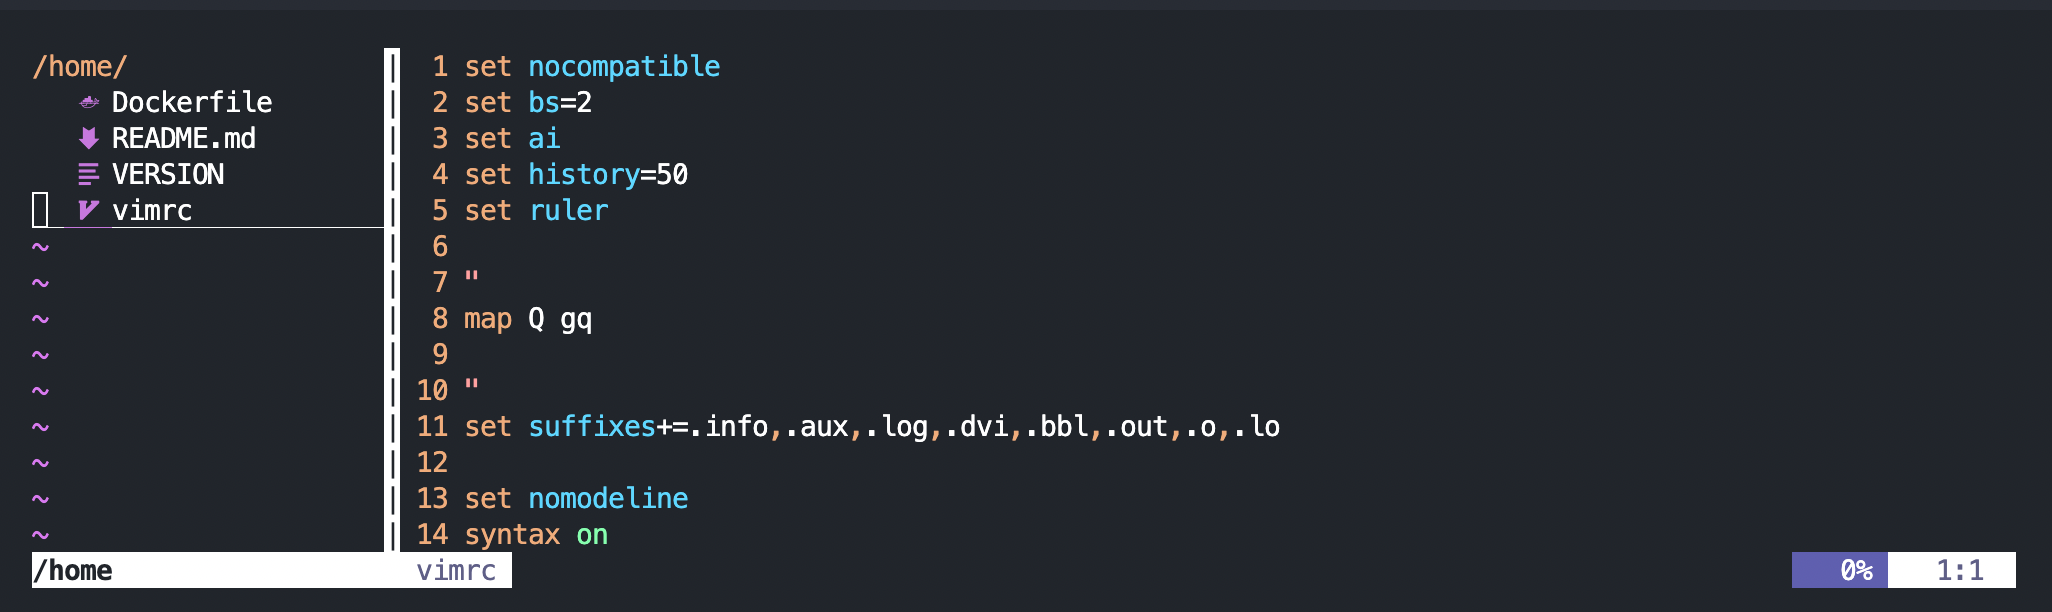 /home/
Dockerfile
README.md
VERSION
vimrc
~
~
~
~
~
~
~
~
~
/home
1 set nocompatible
2 set bs=2
3 set ai
4 set history=50
5 set ruler
6
7 "
8 map Q gq
9
10 "
11 set suffixes+=.info,.aux,.log,.dvi,.bbl,.out,.o,.lo
12
13 set nomodeline
14 syntax on
vimrc 0% 1:1